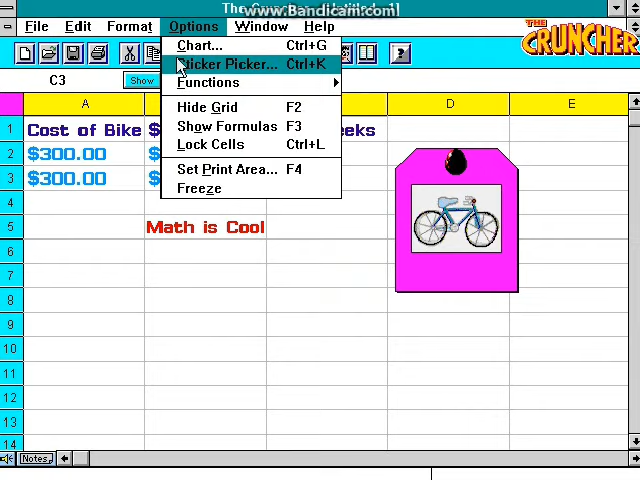 www.Bandicam.com
File Edit Format Options Window Help
THE CRUNCHER
C3 Show
Chart... Ctrl+G
Sticker Picker... Ctrl+K
Functions
Hide Grid F2
Show Formulas F3
Lock Cells Ctrl+L
Set Print Area... F4
Freeze
A D E
1 Cost of Bike $ eeks
2 $300.00 $
3 $300.00 $
4
5 Math is Cool
6
7
8
9
10
11
12
13
14
Notes